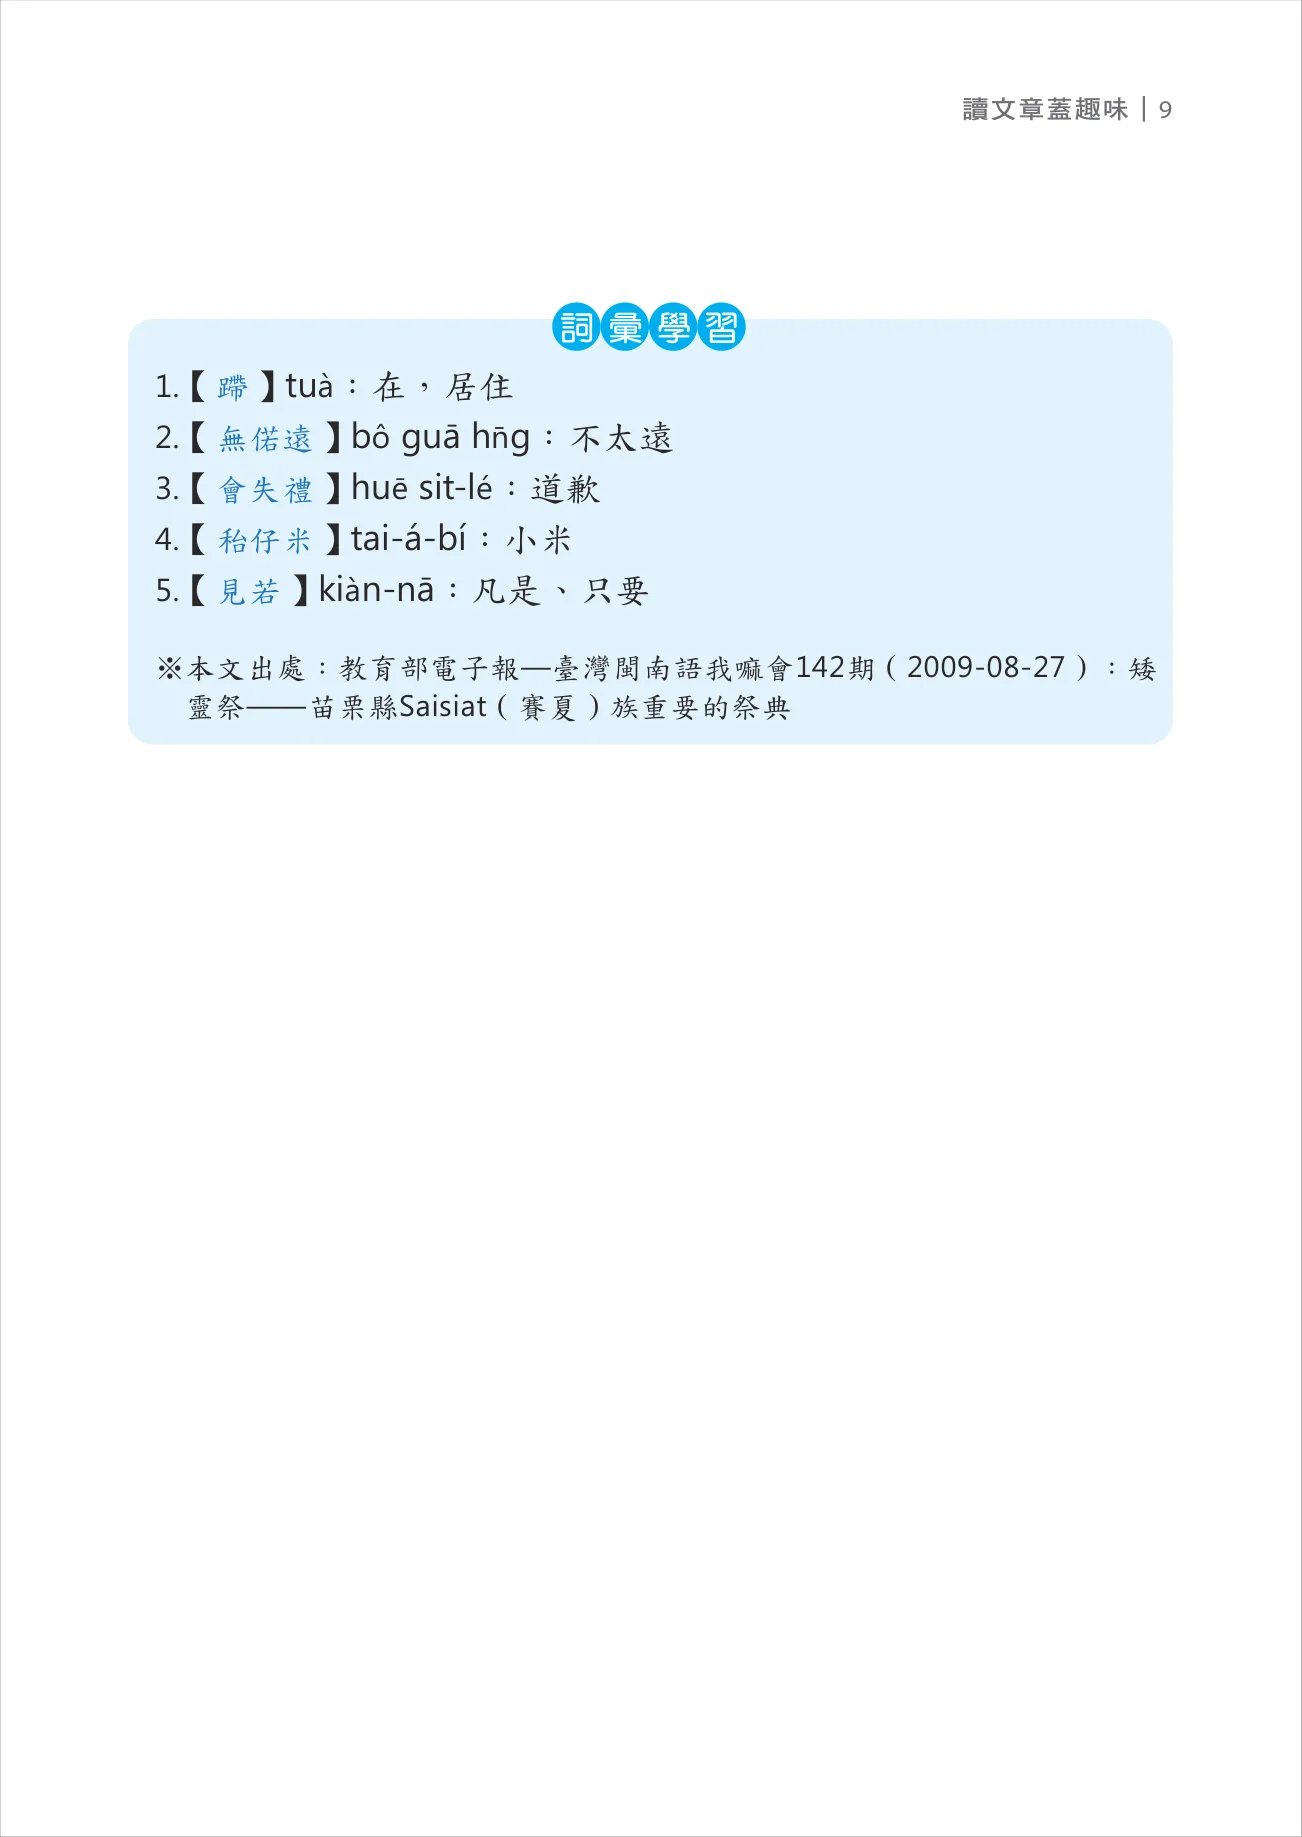 讀文章蓋趣味｜9
詞彙學習
1.【蹛】tuà：在，居住
2.【無偌遠】bô guā hn̄g：不太遠
3.【會失禮】huē sit-lé：道歉
4.【秮仔米】tai-á-bí：小米
5.【見若】kiàn-nā：凡是、只要
※本文出處：教育部電子報—臺灣閩南語我嘛會142期（2009-08-27）：矮
靈祭——苗栗縣Saisiat（賽夏）族重要的祭典